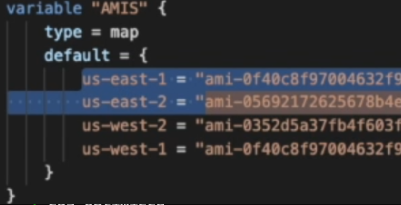 variable "AMIS" {
type = map
default = {
us-east-1 = "ami-0f40c8f97004632f9
us-east-2 = "ami-05692172625678b4e
us-west-2 = "ami-0352d5a37fb4f603f
us-west-1 = "ami-0f40c8f97004632f9
}
}